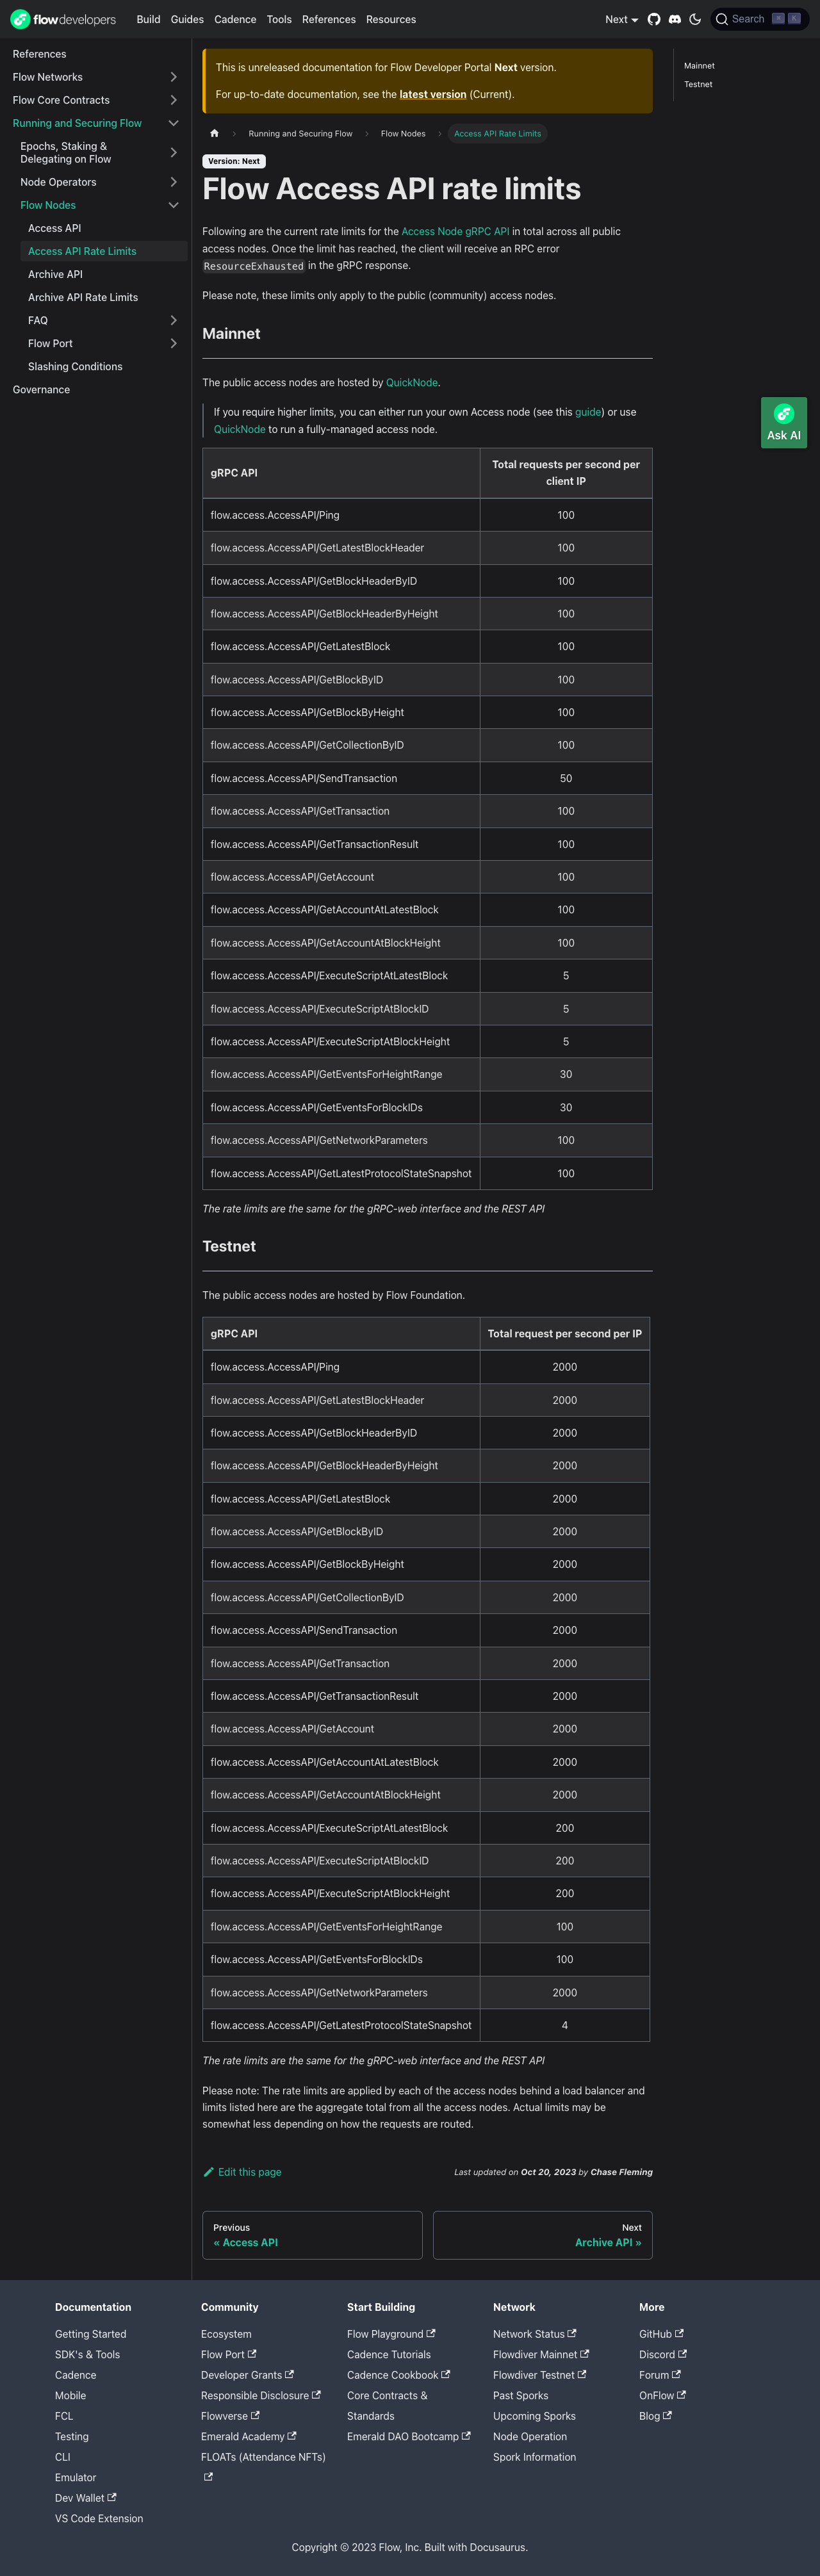 flowdevelopers
Build Guides Cadence Tools References Resources
Next
Search
References
Flow Networks
Flow Core Contracts
Running and Securing Flow
Epochs, Staking &
Delegating on Flow
Node Operators
Flow Nodes
Access API
Access API Rate Limits
Archive API
Archive API Rate Limits
FAQ
Flow Port
Slashing Conditions
Governance
This is unreleased documentation for Flow Developer Portal Next version.
For up-to-date documentation, see the latest version (Current).
Running and Securing Flow Flow Nodes Access API Rate Limits
Version: Next
Flow Access API rate limits
Following are the current rate limits for the Access Node gRPC API in total across all public
access nodes. Once the limit has reached, the client will receive an RPC error
ResourceExhausted in the gRPC response.
Please note, these limits only apply to the public (community) access nodes.
Mainnet
The public access nodes are hosted by QuickNode.
If you require higher limits, you can either run your own Access node (see this guide) or use
QuickNode to run a fully-managed access node.
gRPC API Total requests per second per
client IP
flow.access.AccessAPI/Ping 100
flow.access.AccessAPI/GetLatestBlockHeader 100
flow.access.AccessAPI/GetBlockHeaderByID 100
flow.access.AccessAPI/GetBlockHeaderByHeight 100
flow.access.AccessAPI/GetLatestBlock 100
flow.access.AccessAPI/GetBlockByID 100
flow.access.AccessAPI/GetBlockByHeight 100
flow.access.AccessAPI/GetCollectionByID 100
flow.access.AccessAPI/SendTransaction 50
flow.access.AccessAPI/GetTransaction 100
flow.access.AccessAPI/GetTransactionResult 100
flow.access.AccessAPI/GetAccount 100
flow.access.AccessAPI/GetAccountAtLatestBlock 100
flow.access.AccessAPI/GetAccountAtBlockHeight 100
flow.access.AccessAPI/ExecuteScriptAtLatestBlock 5
flow.access.AccessAPI/ExecuteScriptAtBlockID 5
flow.access.AccessAPI/ExecuteScriptAtBlockHeight 5
flow.access.AccessAPI/GetEventsForHeightRange 30
flow.access.AccessAPI/GetEventsForBlockIDs 30
flow.access.AccessAPI/GetNetworkParameters 100
flow.access.AccessAPI/GetLatestProtocolStateSnapshot 100
The rate limits are the same for the gRPC-web interface and the REST API
Testnet
The public access nodes are hosted by Flow Foundation.
gRPC API Total request per second per IP
flow.access.AccessAPI/Ping 2000
flow.access.AccessAPI/GetLatestBlockHeader 2000
flow.access.AccessAPI/GetBlockHeaderByID 2000
flow.access.AccessAPI/GetBlockHeaderByHeight 2000
flow.access.AccessAPI/GetLatestBlock 2000
flow.access.AccessAPI/GetBlockByID 2000
flow.access.AccessAPI/GetBlockByHeight 2000
flow.access.AccessAPI/GetCollectionByID 2000
flow.access.AccessAPI/SendTransaction 2000
flow.access.AccessAPI/GetTransaction 2000
flow.access.AccessAPI/GetTransactionResult 2000
flow.access.AccessAPI/GetAccount 2000
flow.access.AccessAPI/GetAccountAtLatestBlock 2000
flow.access.AccessAPI/GetAccountAtBlockHeight 2000
flow.access.AccessAPI/ExecuteScriptAtLatestBlock 200
flow.access.AccessAPI/ExecuteScriptAtBlockID 200
flow.access.AccessAPI/ExecuteScriptAtBlockHeight 200
flow.access.AccessAPI/GetEventsForHeightRange 100
flow.access.AccessAPI/GetEventsForBlockIDs 100
flow.access.AccessAPI/GetNetworkParameters 2000
flow.access.AccessAPI/GetLatestProtocolStateSnapshot 4
The rate limits are the same for the gRPC-web interface and the REST API
Please note: The rate limits are applied by each of the access nodes behind a load balancer and
limits listed here are the aggregate total from all the access nodes. Actual limits may be
somewhat less depending on how the requests are routed.
Edit this page
Last updated on Oct 20, 2023 by Chase Fleming
Previous
« Access API
Next
Archive API »
Mainnet
Testnet
Ask AI
Documentation
Getting Started
SDK's & Tools
Cadence
Mobile
FCL
Testing
CLI
Emulator
Dev Wallet
VS Code Extension
Community
Ecosystem
Flow Port
Developer Grants
Responsible Disclosure
Flowverse
Emerald Academy
FLOATs (Attendance NFTs)
Start Building
Flow Playground
Cadence Tutorials
Cadence Cookbook
Core Contracts &
Standards
Emerald DAO Bootcamp
Network
Network Status
Flowdiver Mainnet
Flowdiver Testnet
Past Sporks
Upcoming Sporks
Node Operation
Spork Information
More
GitHub
Discord
Forum
OnFlow
Blog
Copyright © 2023 Flow, Inc. Built with Docusaurus.